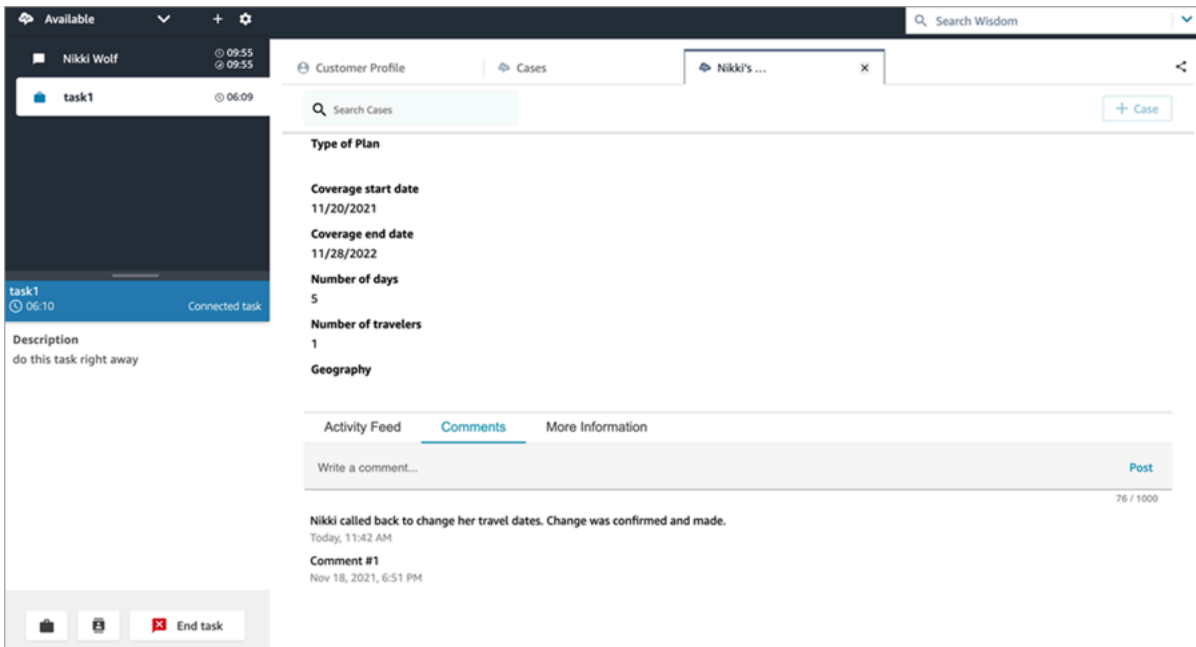 Available
Search Wisdom
Nikki Wolf
09:55
09:55
task1
06:09
Customer Profile
Cases
Nikki's ...
Search Cases
+ Case
Type of Plan
Coverage start date
11/20/2021
Coverage end date
11/28/2022
Number of days
5
Number of travelers
1
Geography
task1
06:10
Connected task
Description
do this task right away
Activity Feed
Comments
More Information
Write a comment...
Post
76 / 1000
Nikki called back to change her travel dates. Change was confirmed and made.
Today, 11:42 AM
Comment #1
Nov 18, 2021, 6:51 PM
End task